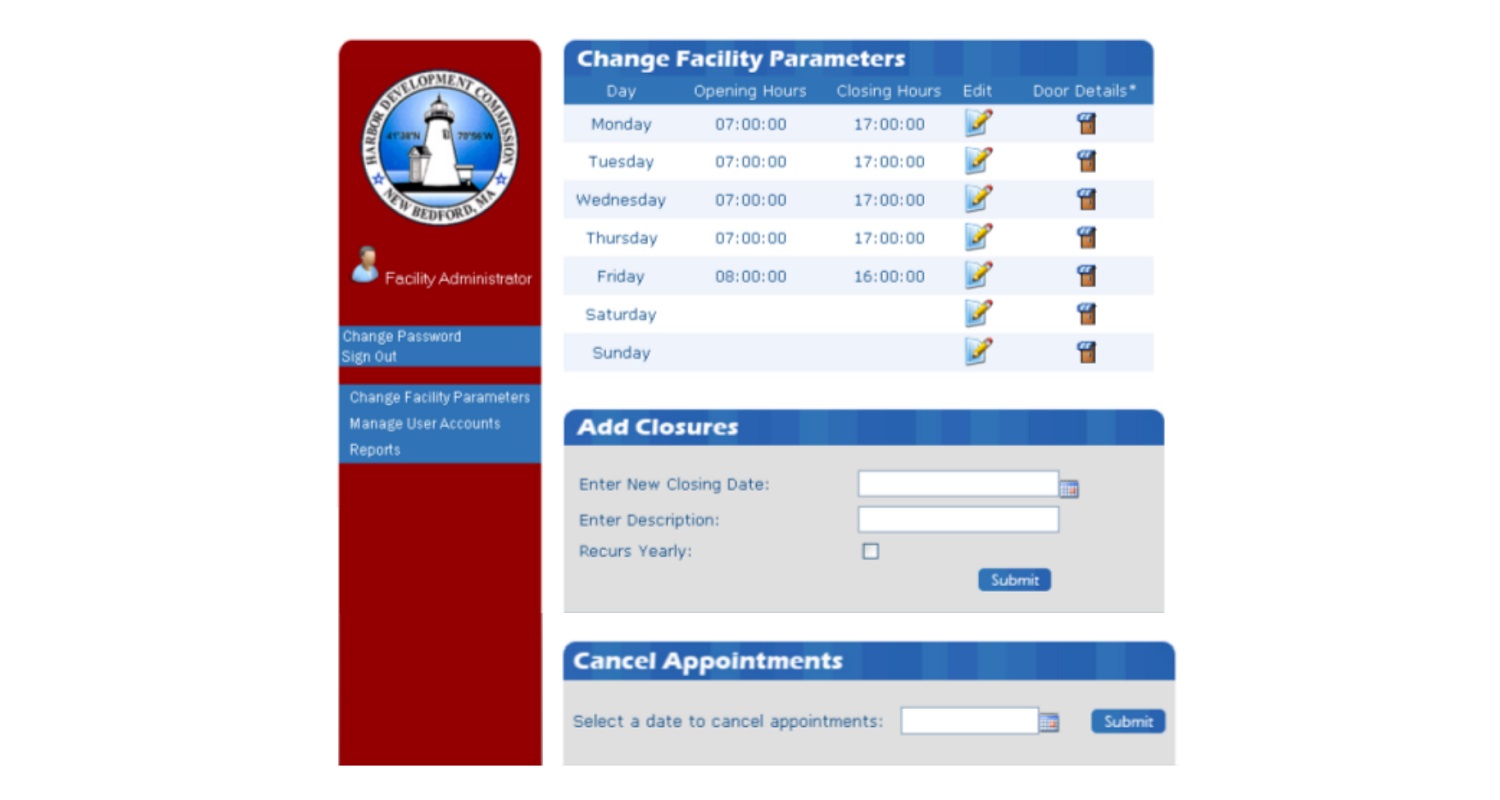 HARBOR DEVELOPMENT COMMISSION
41°38'N 70°56'W
NEW BEDFORD, MA
Facility Administrator
Change Password
Sign Out
Change Facility Parameters
Manage User Accounts
Reports
Change Facility Parameters
Day Opening Hours Closing Hours Edit Door Details*
Monday 07:00:00 17:00:00
Tuesday 07:00:00 17:00:00
Wednesday 07:00:00 17:00:00
Thursday 07:00:00 17:00:00
Friday 08:00:00 16:00:00
Saturday
Sunday
Add Closures
Enter New Closing Date:
Enter Description:
Recurs Yearly:
Submit
Cancel Appointments
Select a date to cancel appointments: Submit